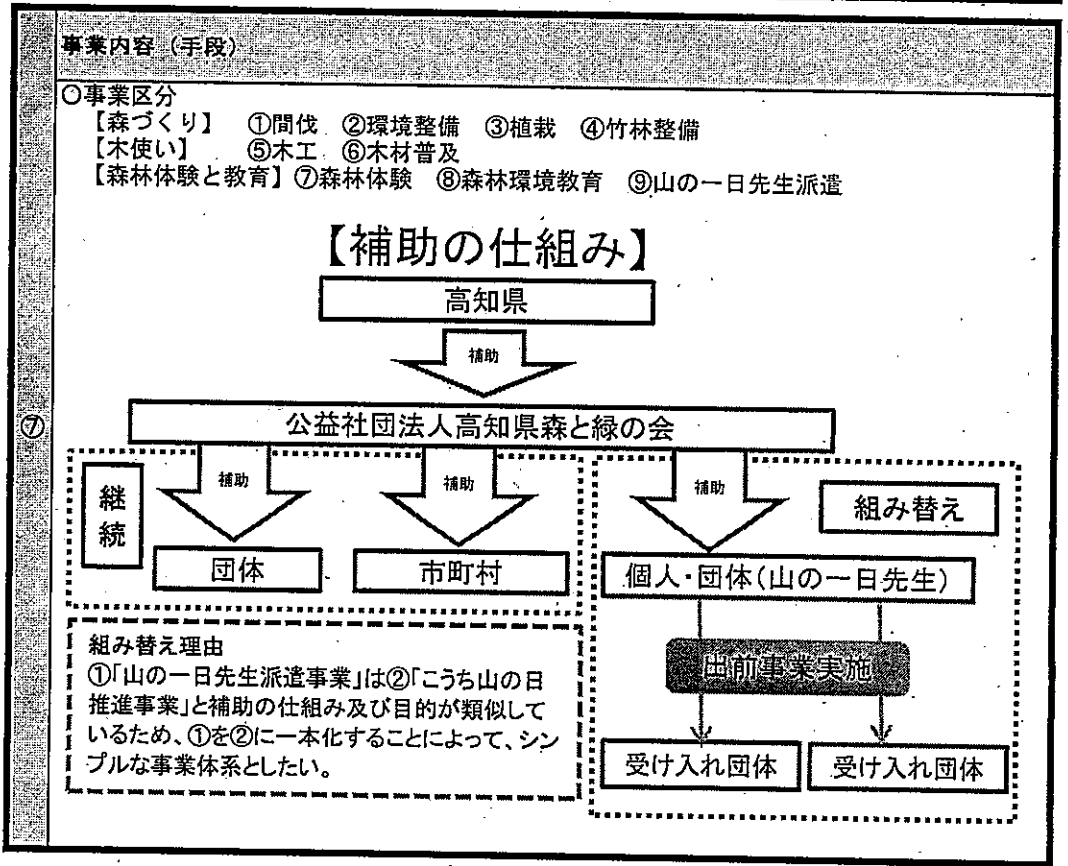 事業内容（手段）
○事業区分
【森づくり】 ①間伐 ②環境整備 ③植栽 ④竹林整備
【木使い】 ⑤木工 ⑥木材普及
【森林体験と教育】⑦森林体験 ⑧森林環境教育 ⑨山の一日先生派遣
【補助の仕組み】
高知県
補助
⑦
公益社団法人高知県森と緑の会
継続
補助
補助
補助
組み替え
団体
市町村
個人・団体（山の一日先生）
組み替え理由
①「山の一日先生派遣事業」は②「こうち山の日
推進事業」と補助の仕組み及び目的が類似して
いるため、①を②に一本化することによって、シン
プルな事業体系としたい。
出前事業実施
受け入れ団体
受け入れ団体